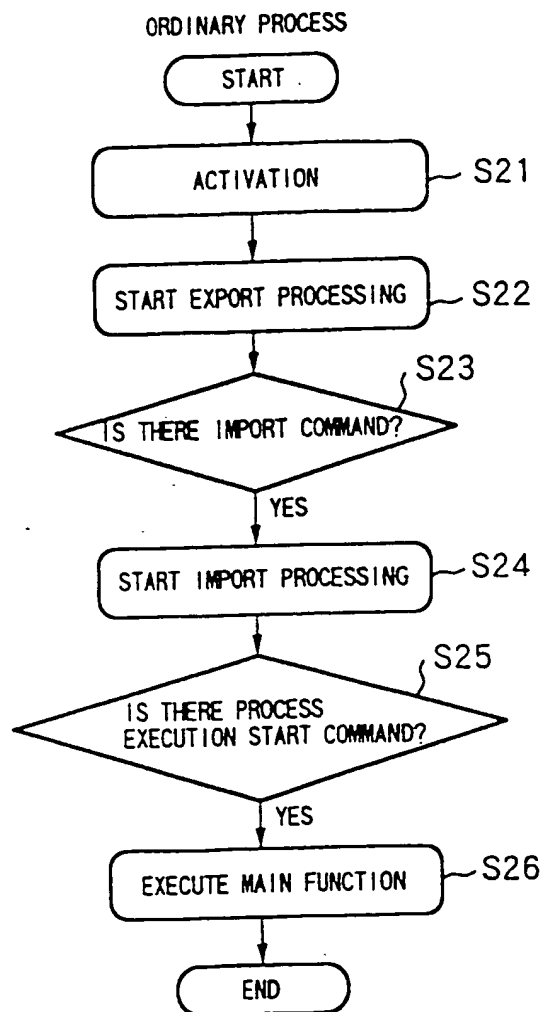 ORDINARY PROCESS
START
ACTIVATION
S21
START EXPORT PROCESSING
S22
S23
IS THERE IMPORT COMMAND?
YES
START IMPORT PROCESSING
S24
S25
IS THERE PROCESS
EXECUTION START COMMAND?
YES
EXECUTE MAIN FUNCTION
S26
END